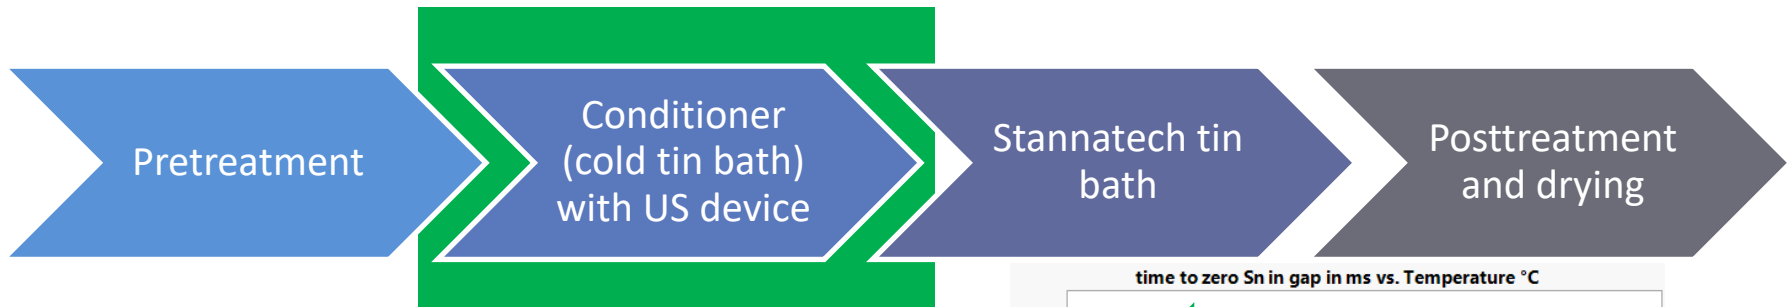 Pretreatment
Conditioner
(cold tin bath)
with US device
Stannatech tin
bath
Posttreatment
and drying
time to zero Sn in gap in ms vs. Temperature °C